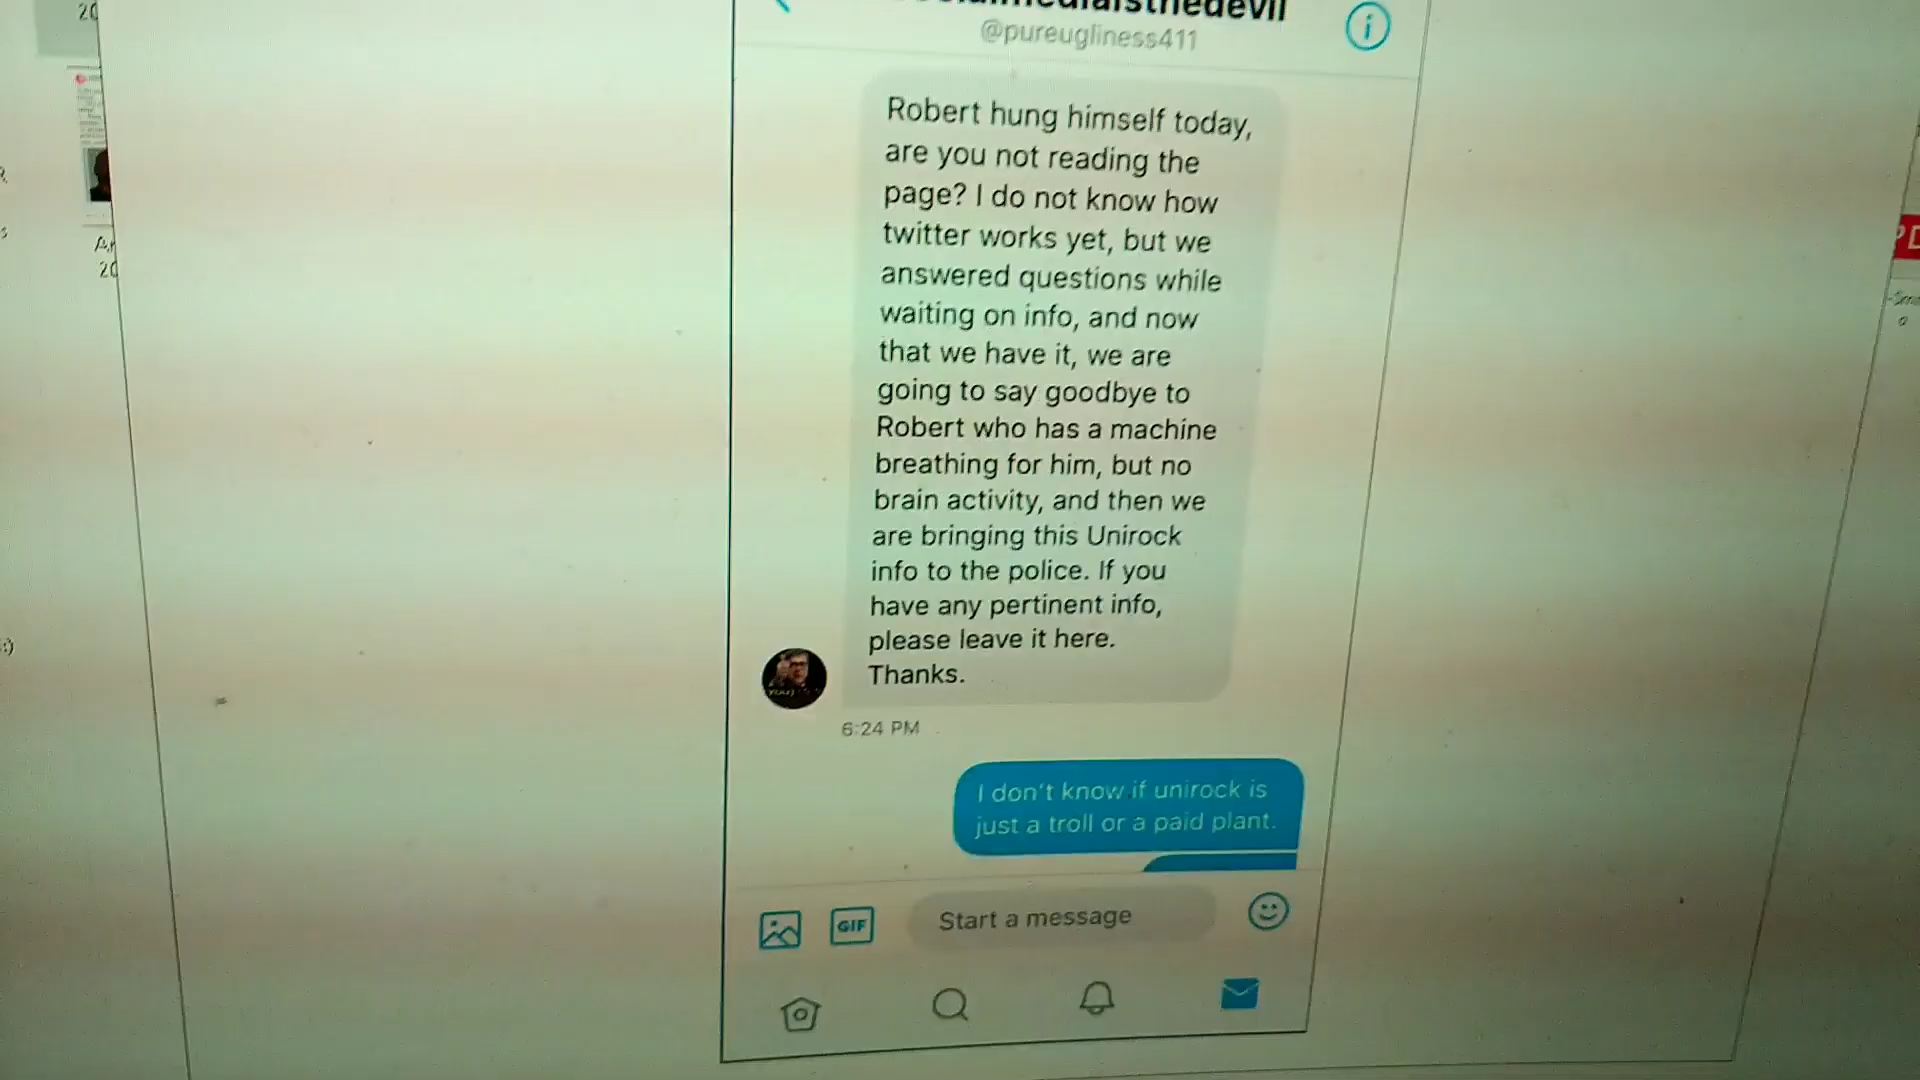 @pureugliness411
Robert hung himself today,
are you not reading the
page? I do not know how
twitter works yet, but we
answered questions while
waiting on info, and now
that we have it, we are
going to say goodbye to
Robert who has a machine
breathing for him, but no
brain activity, and then we
are bringing this Unirock
info to the police. If you
have any pertinent info,
please leave it here.
Thanks.
6:24 PM
I don't know if unirock is
just a troll or a paid plant.
GIF
Start a message
20
20
:)